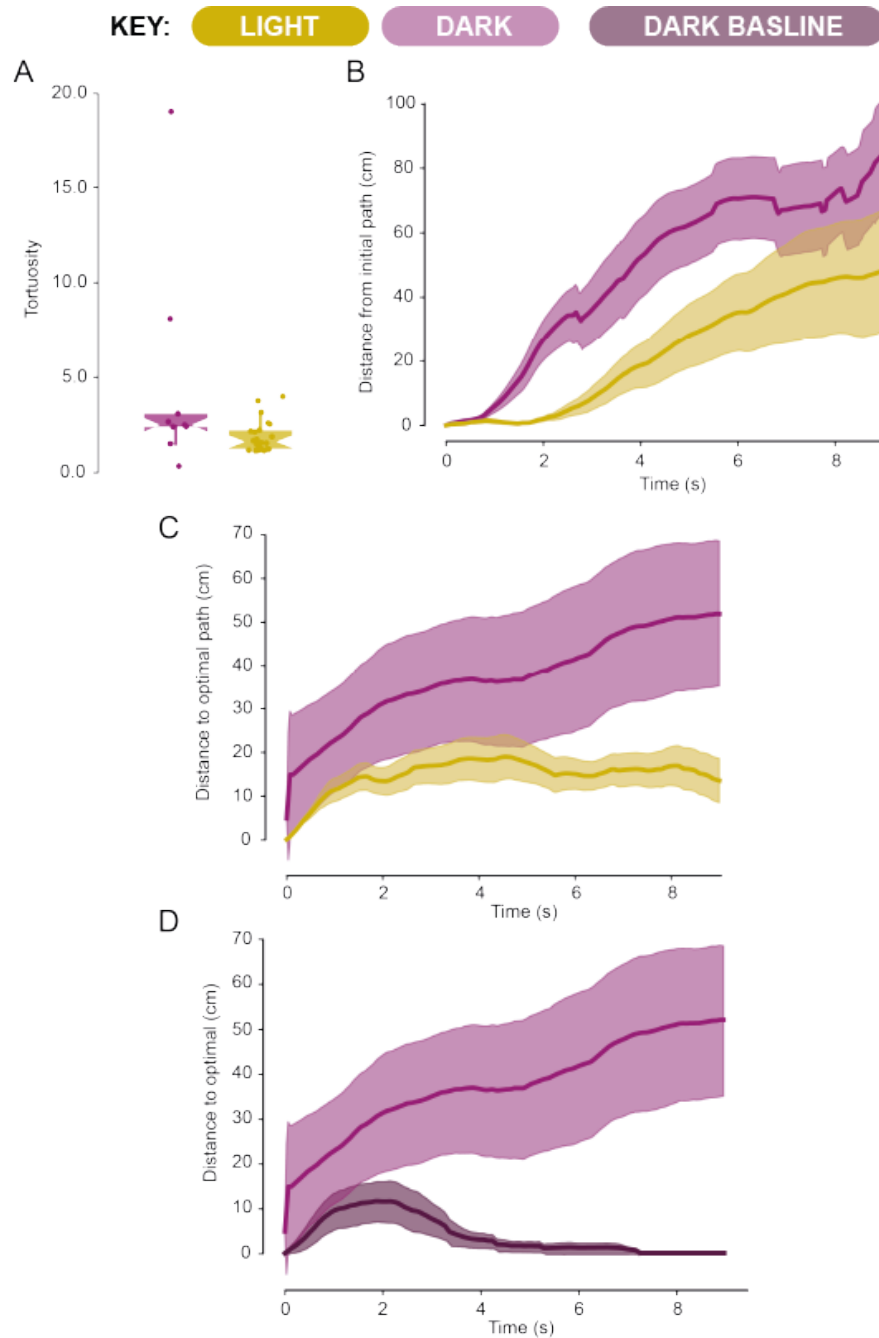 KEY: LIGHT DARK DARK BASLINE
A
20.0
15.0
10.0
5.0
0.0
Tortuosity
B
100
80
60
40
20
0
Distance from initial path (cm)
0 2 4 6 8
Time (s)
C
70
60
50
40
30
20
10
0
Distance to optimal path (cm)
0 2 4 6 8
Time (s)
D
70
60
50
40
30
20
10
0
Distance to optimal (cm)
0 2 4 6 8
Time (s)